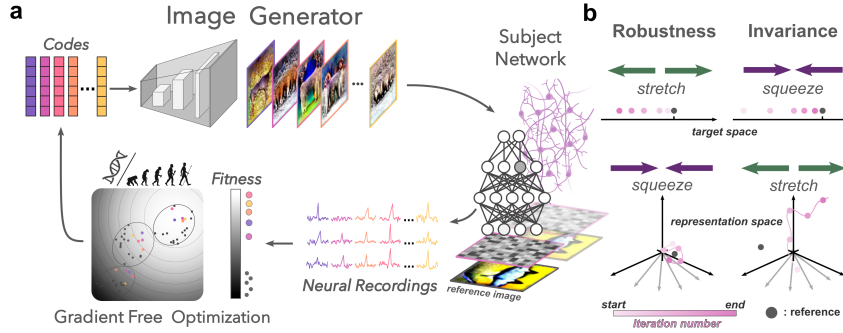 a
Image Generator
Codes
Subject
Network
Fitness
Neural Recordings
reference image
Gradient Free Optimization
b
Robustness
Invariance
stretch
squeeze
target space
squeeze
stretch
representation space
start
end
Iteration number
: reference